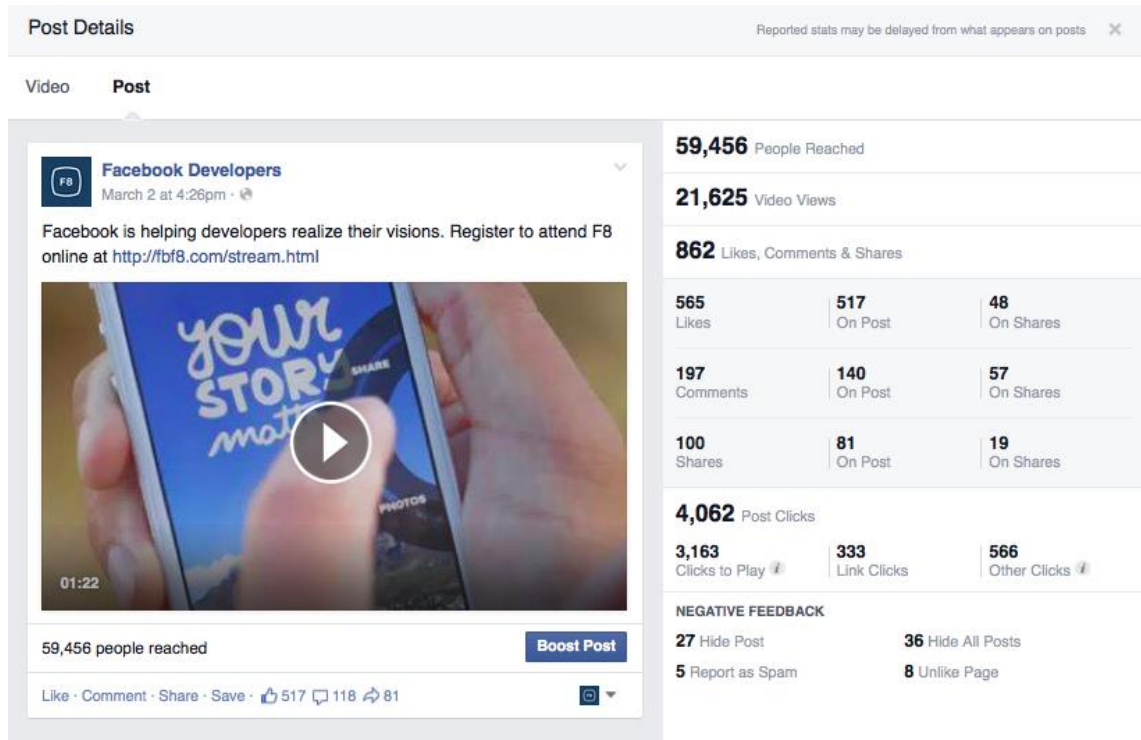 Post Details
Reported stats may be delayed from what appears on posts
Video Post
F8
Facebook Developers
March 2 at 4:26pm ·
Facebook is helping developers realize their visions. Register to attend F8
online at http://fbf8.com/stream.html
YOUR
STORY
SHARE
PHOTOS
01:22
59,456 people reached
Boost Post
Like · Comment · Share · Save · 517 118 81
59,456 People Reached
21,625 Video Views
862 Likes, Comments & Shares
565 517 48
Likes On Post On Shares
197 140 57
Comments On Post On Shares
100 81 19
Shares On Post On Shares
4,062 Post Clicks
3,163 333 566
Clicks to Play i Link Clicks Other Clicks i
NEGATIVE FEEDBACK
27 Hide Post 36 Hide All Posts
5 Report as Spam 8 Unlike Page